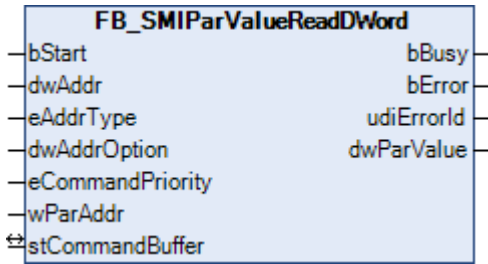 FB_SMIParValueReadDWord
bStart bBusy
dwAddr bError
eAddrType udiErrorId
dwAddrOption dwParValue
eCommandPriority
wParAddr
stCommandBuffer